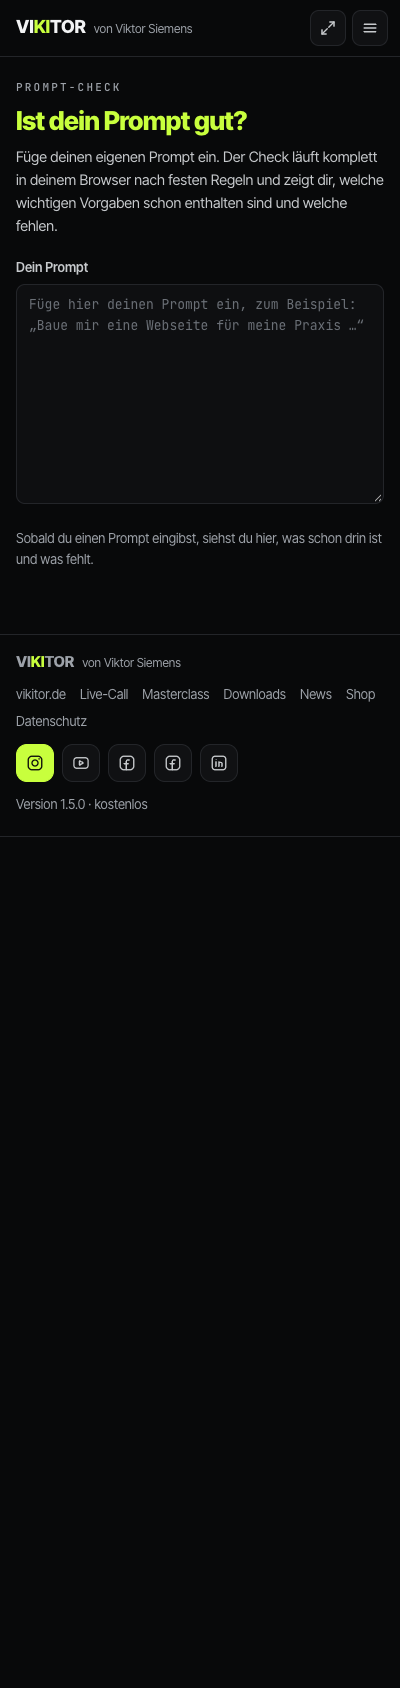 VIKITOR von Viktor Siemens
PROMPT-CHECK
Ist dein Prompt gut?
Füge deinen eigenen Prompt ein. Der Check läuft komplett
in deinem Browser nach festen Regeln und zeigt dir, welche
wichtigen Vorgaben schon enthalten sind und welche
fehlen.
Dein Prompt
Füge hier deinen Prompt ein, zum Beispiel:
„Baue mir eine Webseite für meine Praxis …“
Sobald du einen Prompt eingibst, siehst du hier, was schon drin ist
und was fehlt.
VIKITOR von Viktor Siemens
vikitor.de Live-Call Masterclass Downloads News Shop
Datenschutz
Version 1.5.0 · kostenlos